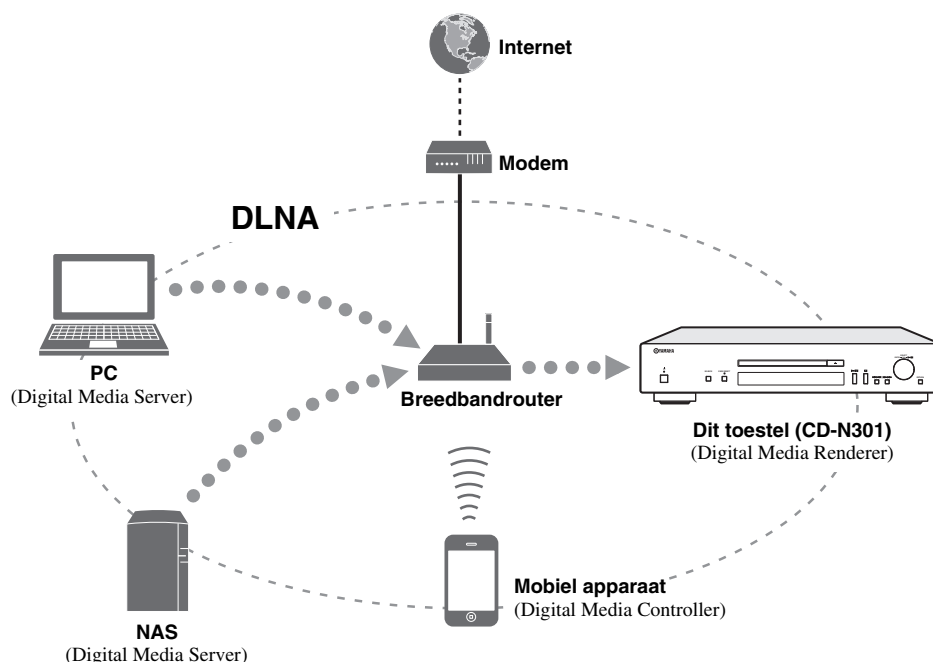 Internet
Modem
DLNA
PC
(Digital Media Server)
Breedbandrouter
YAMAHA
Dit toestel (CD-N301)
(Digital Media Renderer)
Mobiel apparaat
(Digital Media Controller)
NAS
(Digital Media Server)